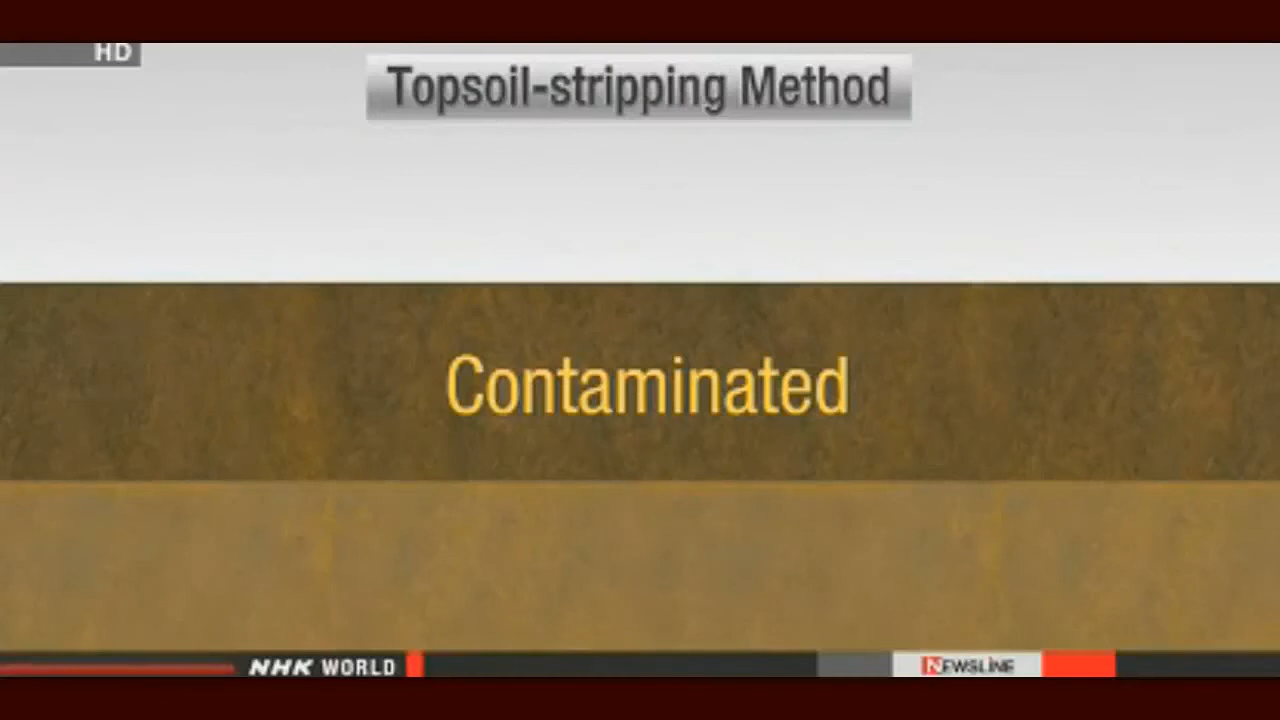 HD
Topsoil-stripping Method
Contaminated
NHK WORLD
NEWSLINE